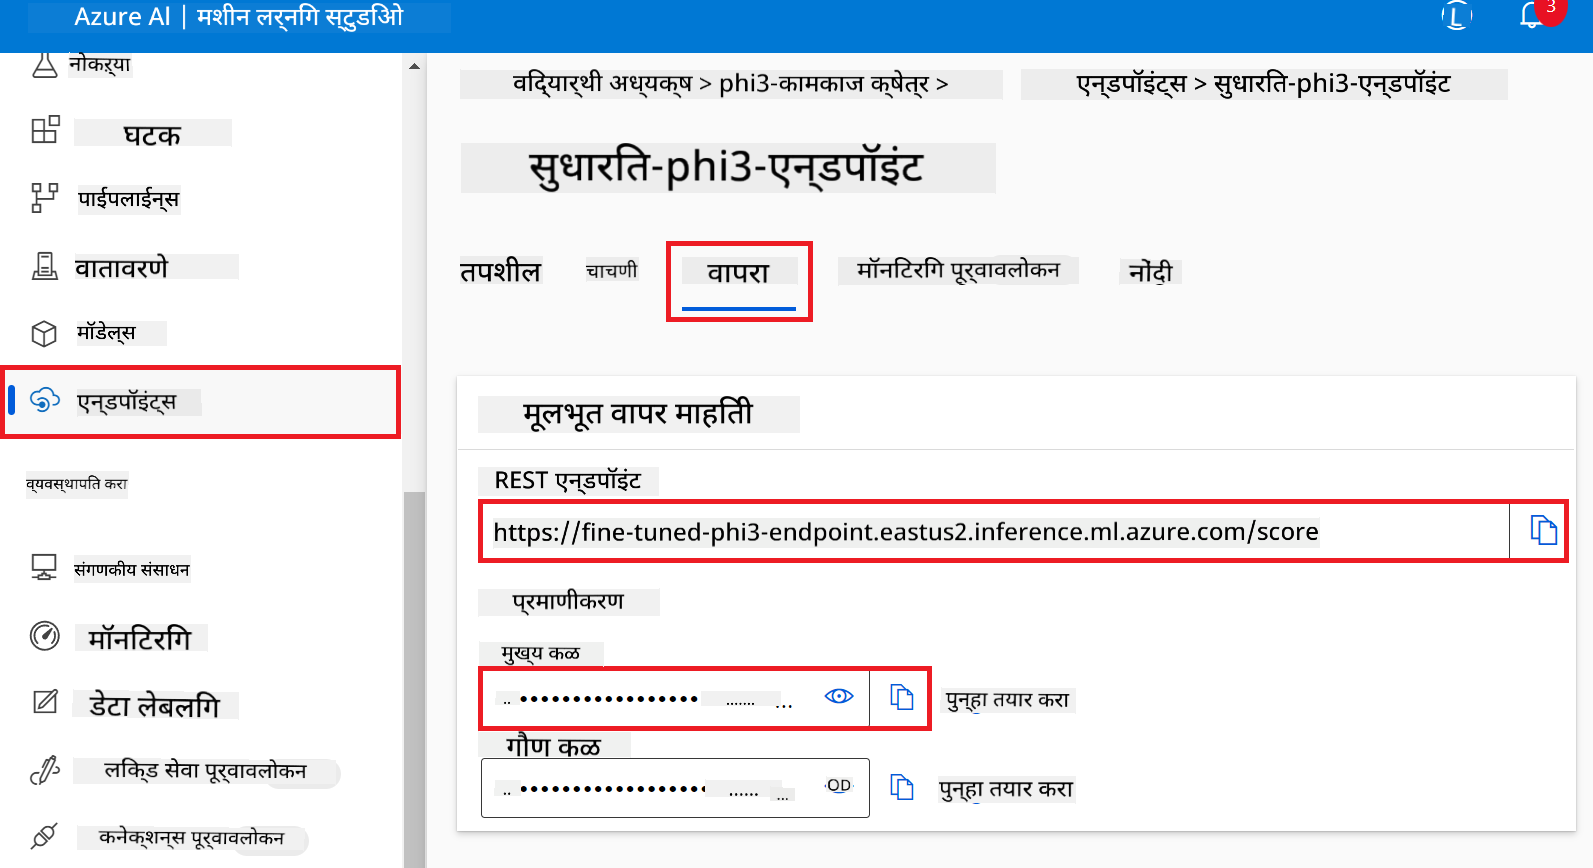 Azure AI | मशीन लर्निंग स्टुडिओ
3
नोकऱ्या
घटक
पाईपलाईन्स
वातावरणे
मॉडेल्स
एन्डपॉइंट्स
व्यवस्थापित करा
संगणकीय संसाधन
मॉनिटरिंग
डेटा लेबलिंग
लिंक्ड सेवा पूर्वावलोकन
कनेक्शन्स पूर्वावलोकन
विद्यार्थी अध्यक्ष > phi3-कामकाज क्षेत्र > एन्डपॉइंट्स > सुधारित-phi3-एन्डपॉइंट
सुधारित-phi3-एन्डपॉइंट
तपशील चाचणी वापरा मॉनिटरिंग पूर्वावलोकन नोंदी
मूलभूत वापर माहिती
REST एन्डपॉइंट
https://fine-tuned-phi3-endpoint.eastus2.inference.ml.azure.com/score
प्रमाणीकरण
मुख्य कळ
पुन्हा तयार करा
गौण कळ
पुन्हा तयार करा